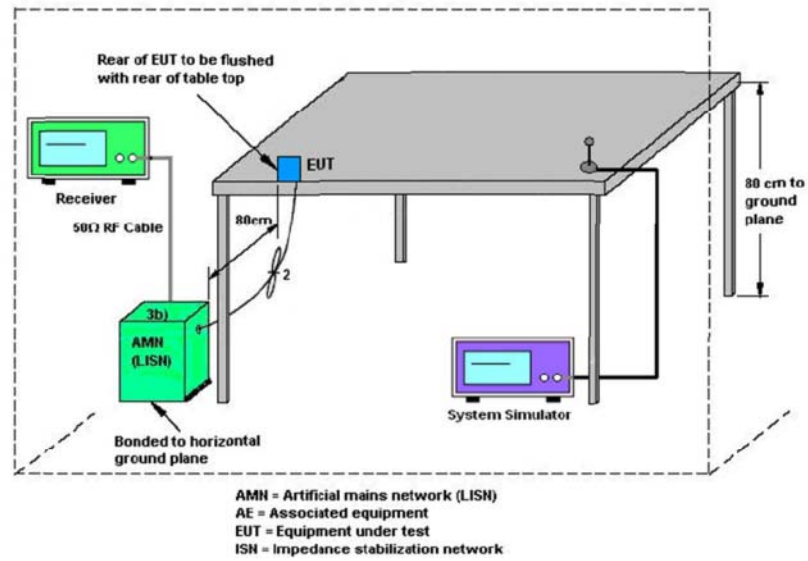 Rear of EUT to be flushed
with rear of table top
EUT
Receiver
50Ω RF Cable
80cm
80 cm to
ground
plane
2
3b)
AMN
(LISN)
System Simulator
Bonded to horizontal
ground plane
AMN = Artificial mains network (LISN)
AE = Associated equipment
EUT = Equipment under test
ISN = Impedance stabilization network